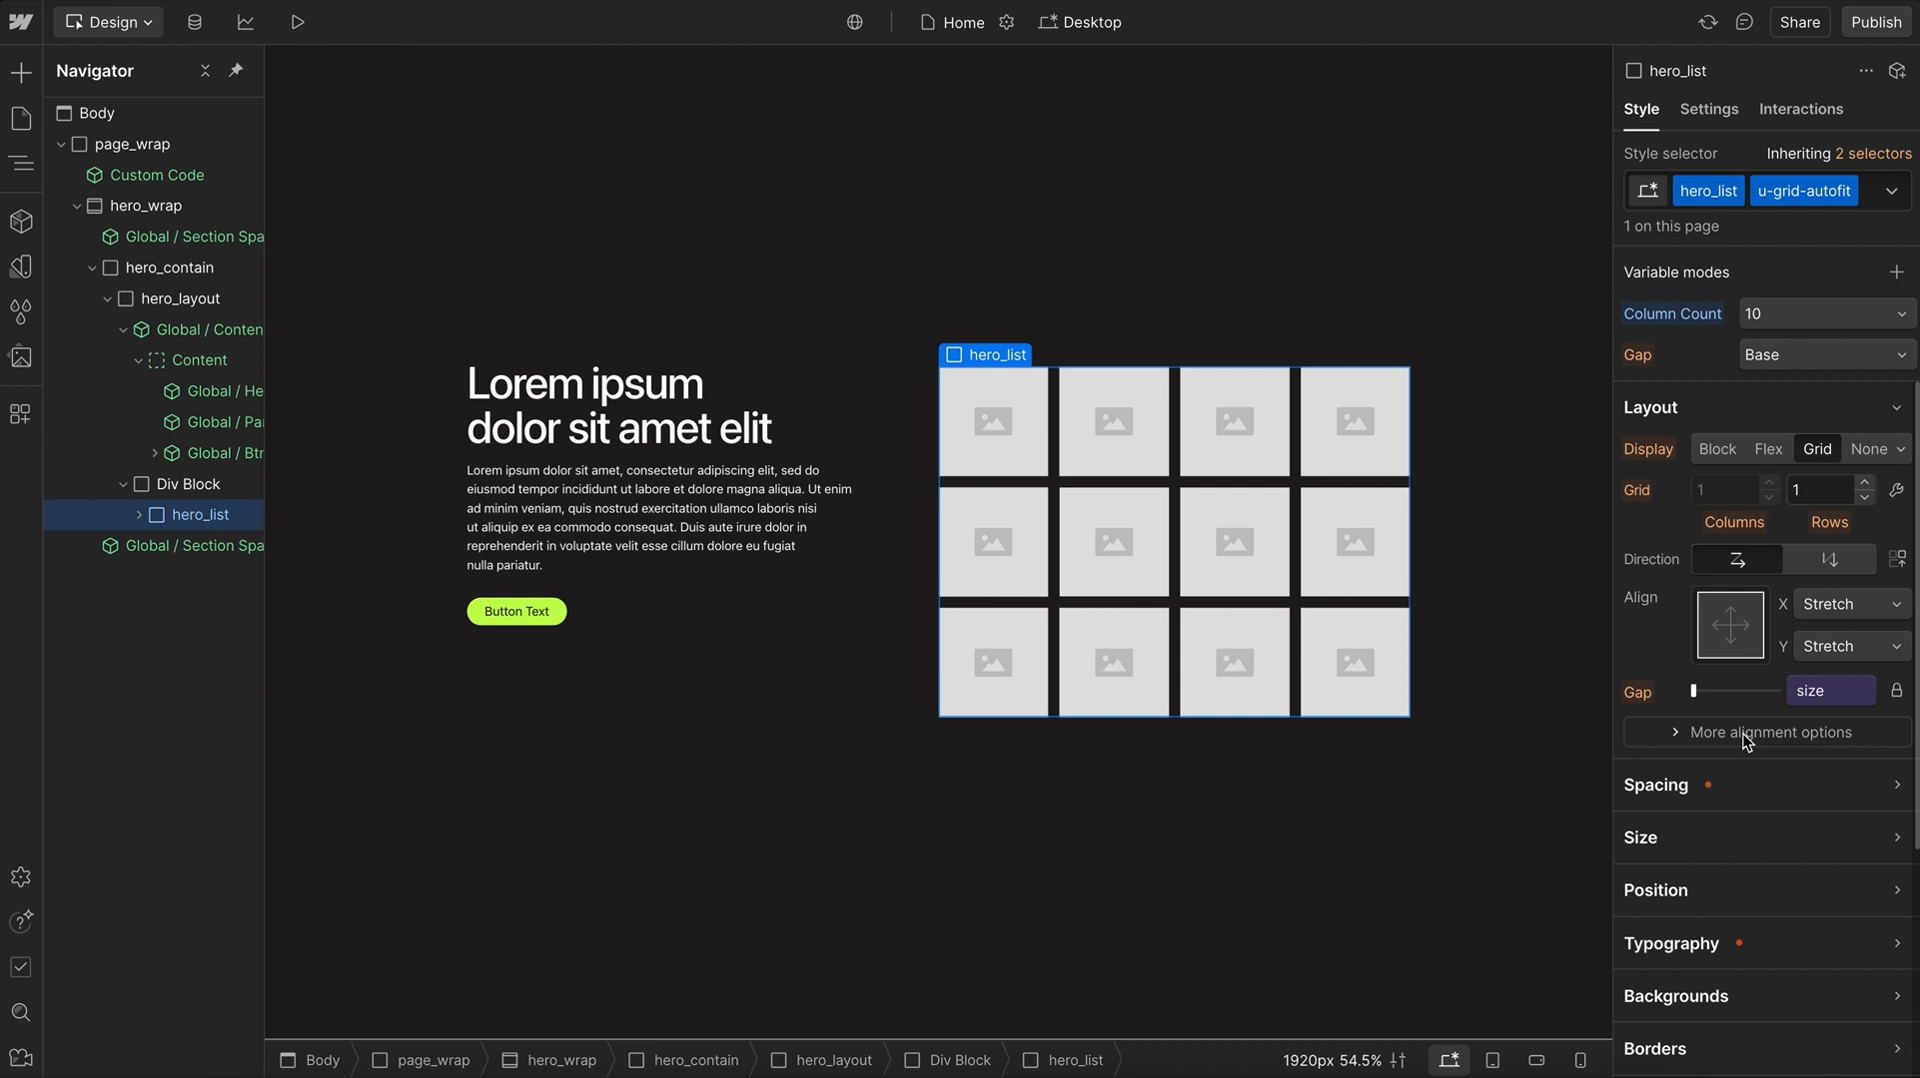 Design
Home
Desktop
Share
Publish
Navigator
Body
page_wrap
Custom Code
hero_wrap
Global / Section Spa
hero_contain
hero_layout
Global / Conten
Content
Global / He
Global / Pa
Global / Btn
Div Block
hero_list
Global / Section Spa
hero_list
Lorem ipsum
dolor sit amet elit
Lorem ipsum dolor sit amet, consectetur adipiscing elit, sed do
eiusmod tempor incididunt ut labore et dolore magna aliqua. Ut enim
ad minim veniam, quis nostrud exercitation ullamco laboris nisi
ut aliquip ex ea commodo consequat. Duis aute irure dolor in
reprehenderit in voluptate velit esse cillum dolore eu fugiat
nulla pariatur.
Button Text
hero_list
Style Settings Interactions
Style selector Inheriting 2 selectors
hero_list u-grid-autofit
1 on this page
Variable modes
Column Count 10
Gap Base
Layout
Display Block Flex Grid None
Grid 1 1
Columns Rows
Direction
Align X Stretch
Y Stretch
Gap size
More alignment options
Spacing
Size
Position
Typography
Backgrounds
Borders
Body page_wrap hero_wrap hero_contain hero_layout Div Block hero_list 1920px 54.5%